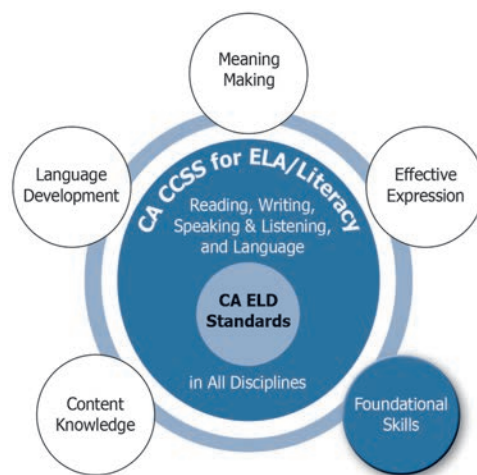 Meaning
Making
Language
Development
Effective
Expression
CA CCSS for ELA/Literacy
Reading, Writing,
Speaking & Listening,
and Language
CA ELD
Standards
in All Disciplines
Content
Knowledge
Foundational
Skills